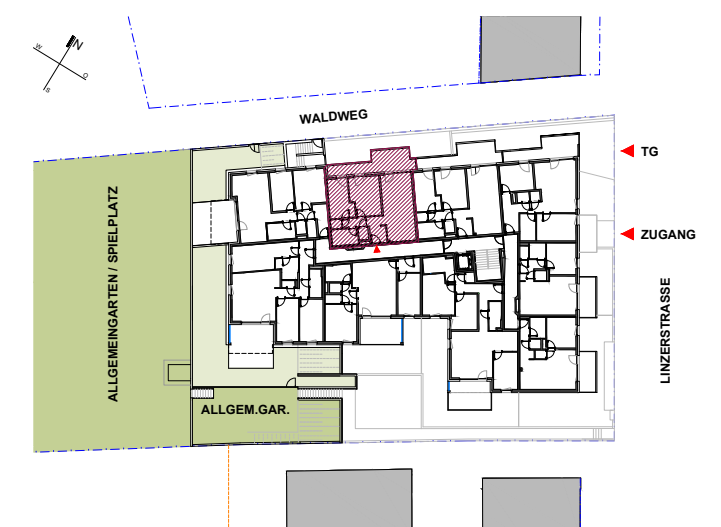 N
W
O
S
WALDWEG
TG
ZUGANG
ALLGEMEINGARTEN / SPIELPLATZ
LINZERSTRASSE
ALLGEM.GAR.